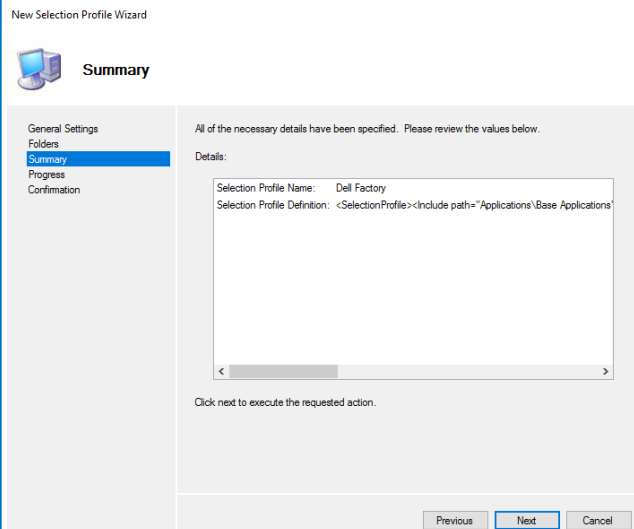 New Selection Profile Wizard
Summary
General Settings
Folders
Summary
Progress
Confirmation
All of the necessary details have been specified. Please review the values below.
Details:
Selection Profile Name: Dell Factory
Selection Profile Definition: <SelectionProfile><Include path="Applications\Base Applications"
Click next to execute the requested action.
Previous Next Cancel